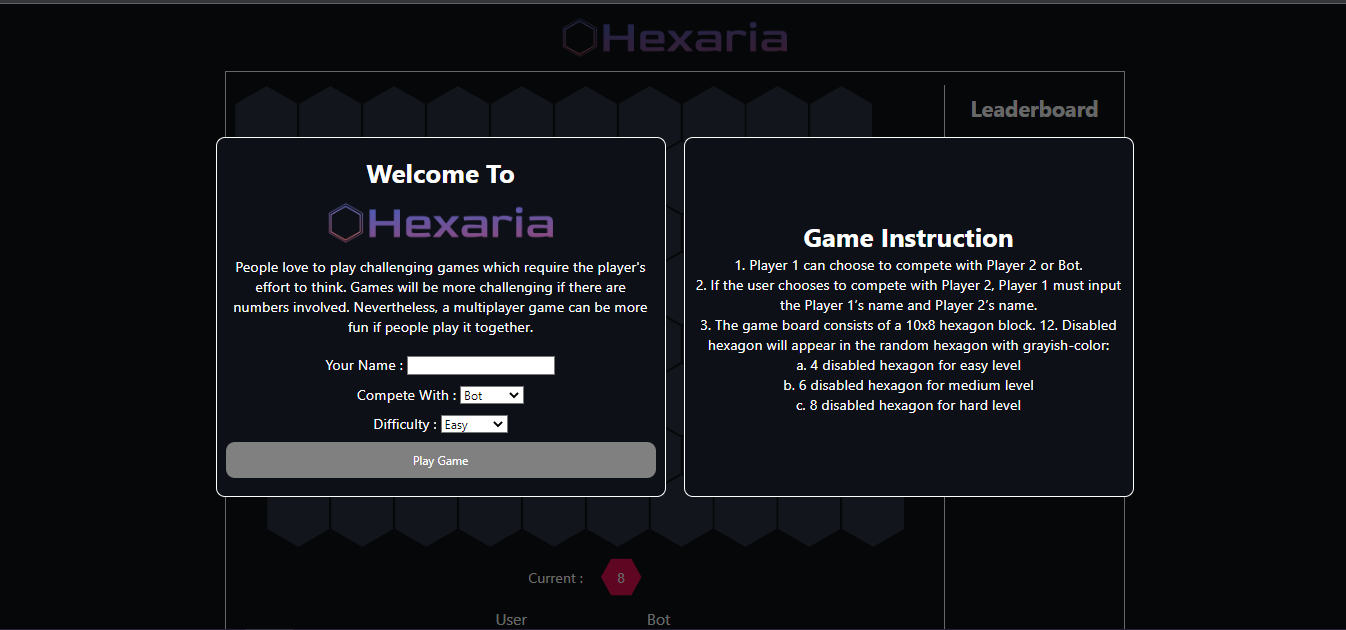 Hexaria
Leaderboard
Welcome To
Hexaria
People love to play challenging games which require the player's
effort to think. Games will be more challenging if there are
numbers involved. Nevertheless, a multiplayer game can be more
fun if people play it together.
Your Name :
Compete With : Bot
Difficulty : Easy
Play Game
Game Instruction
1. Player 1 can choose to compete with Player 2 or Bot.
2. If the user chooses to compete with Player 2, Player 1 must input
the Player 1’s name and Player 2’s name.
3. The game board consists of a 10x8 hexagon block. 12. Disabled
hexagon will appear in the random hexagon with grayish-color:
a. 4 disabled hexagon for easy level
b. 6 disabled hexagon for medium level
c. 8 disabled hexagon for hard level
Current : 8
User Bot